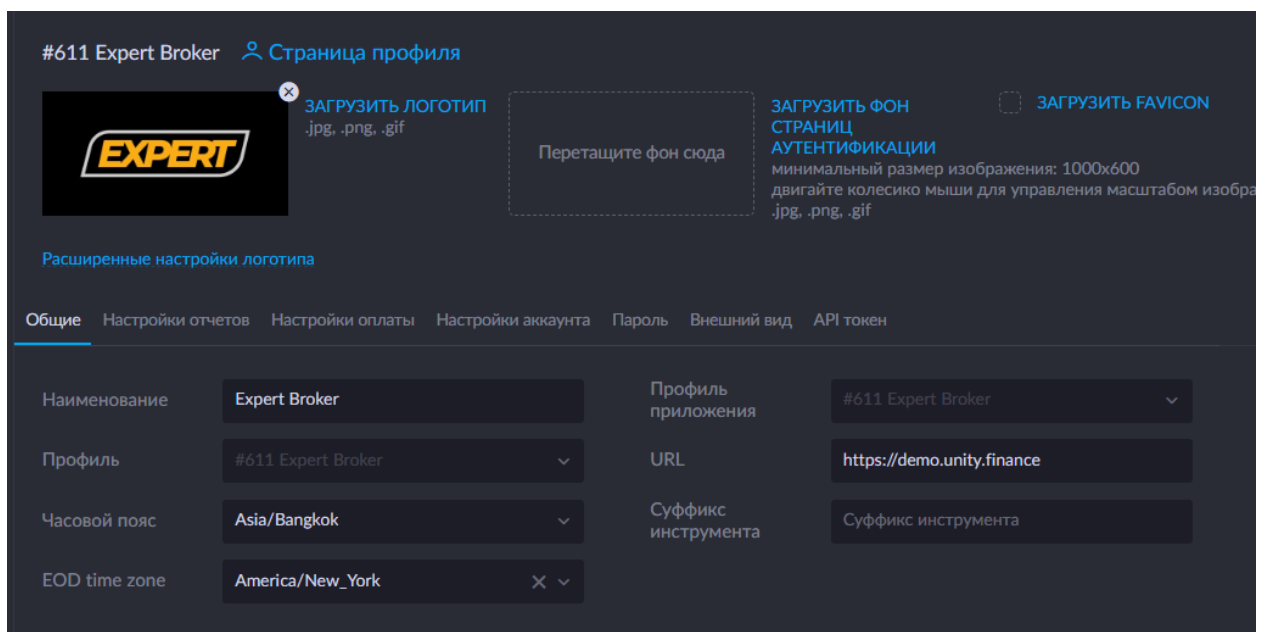 #611 Expert Broker Страница профиля
EXPERT
ЗАГРУЗИТЬ ЛОГОТИП
.jpg, .png, .gif
Перетащите фон сюда
ЗАГРУЗИТЬ ФОН
СТРАНИЦ
АУТЕНТИФИКАЦИИ
минимальный размер изображения: 1000x600
двигайте колесико мыши для управления масштабом изобра
.jpg, .png, .gif
ЗАГРУЗИТЬ FAVICON
Расширенные настройки логотипа
Общие Настройки отчетов Настройки оплаты Настройки аккаунта Пароль Внешний вид API токен
Наименование Expert Broker
Профиль
приложения
#611 Expert Broker
Профиль #611 Expert Broker
URL https://demo.unity.finance
Часовой пояс Asia/Bangkok
Суффикс
инструмента
Суффикс инструмента
EOD time zone America/New_York